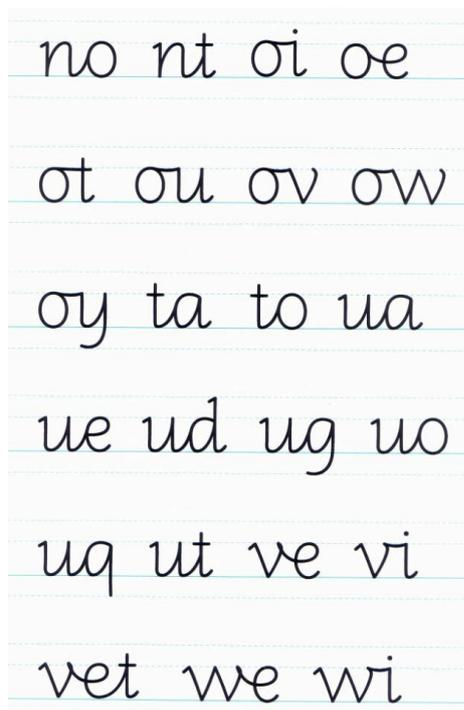 no nt oi oe
ot ou ov ow
oy ta to ua
ue ud ug uo
uq ut ve vi
vet we wi